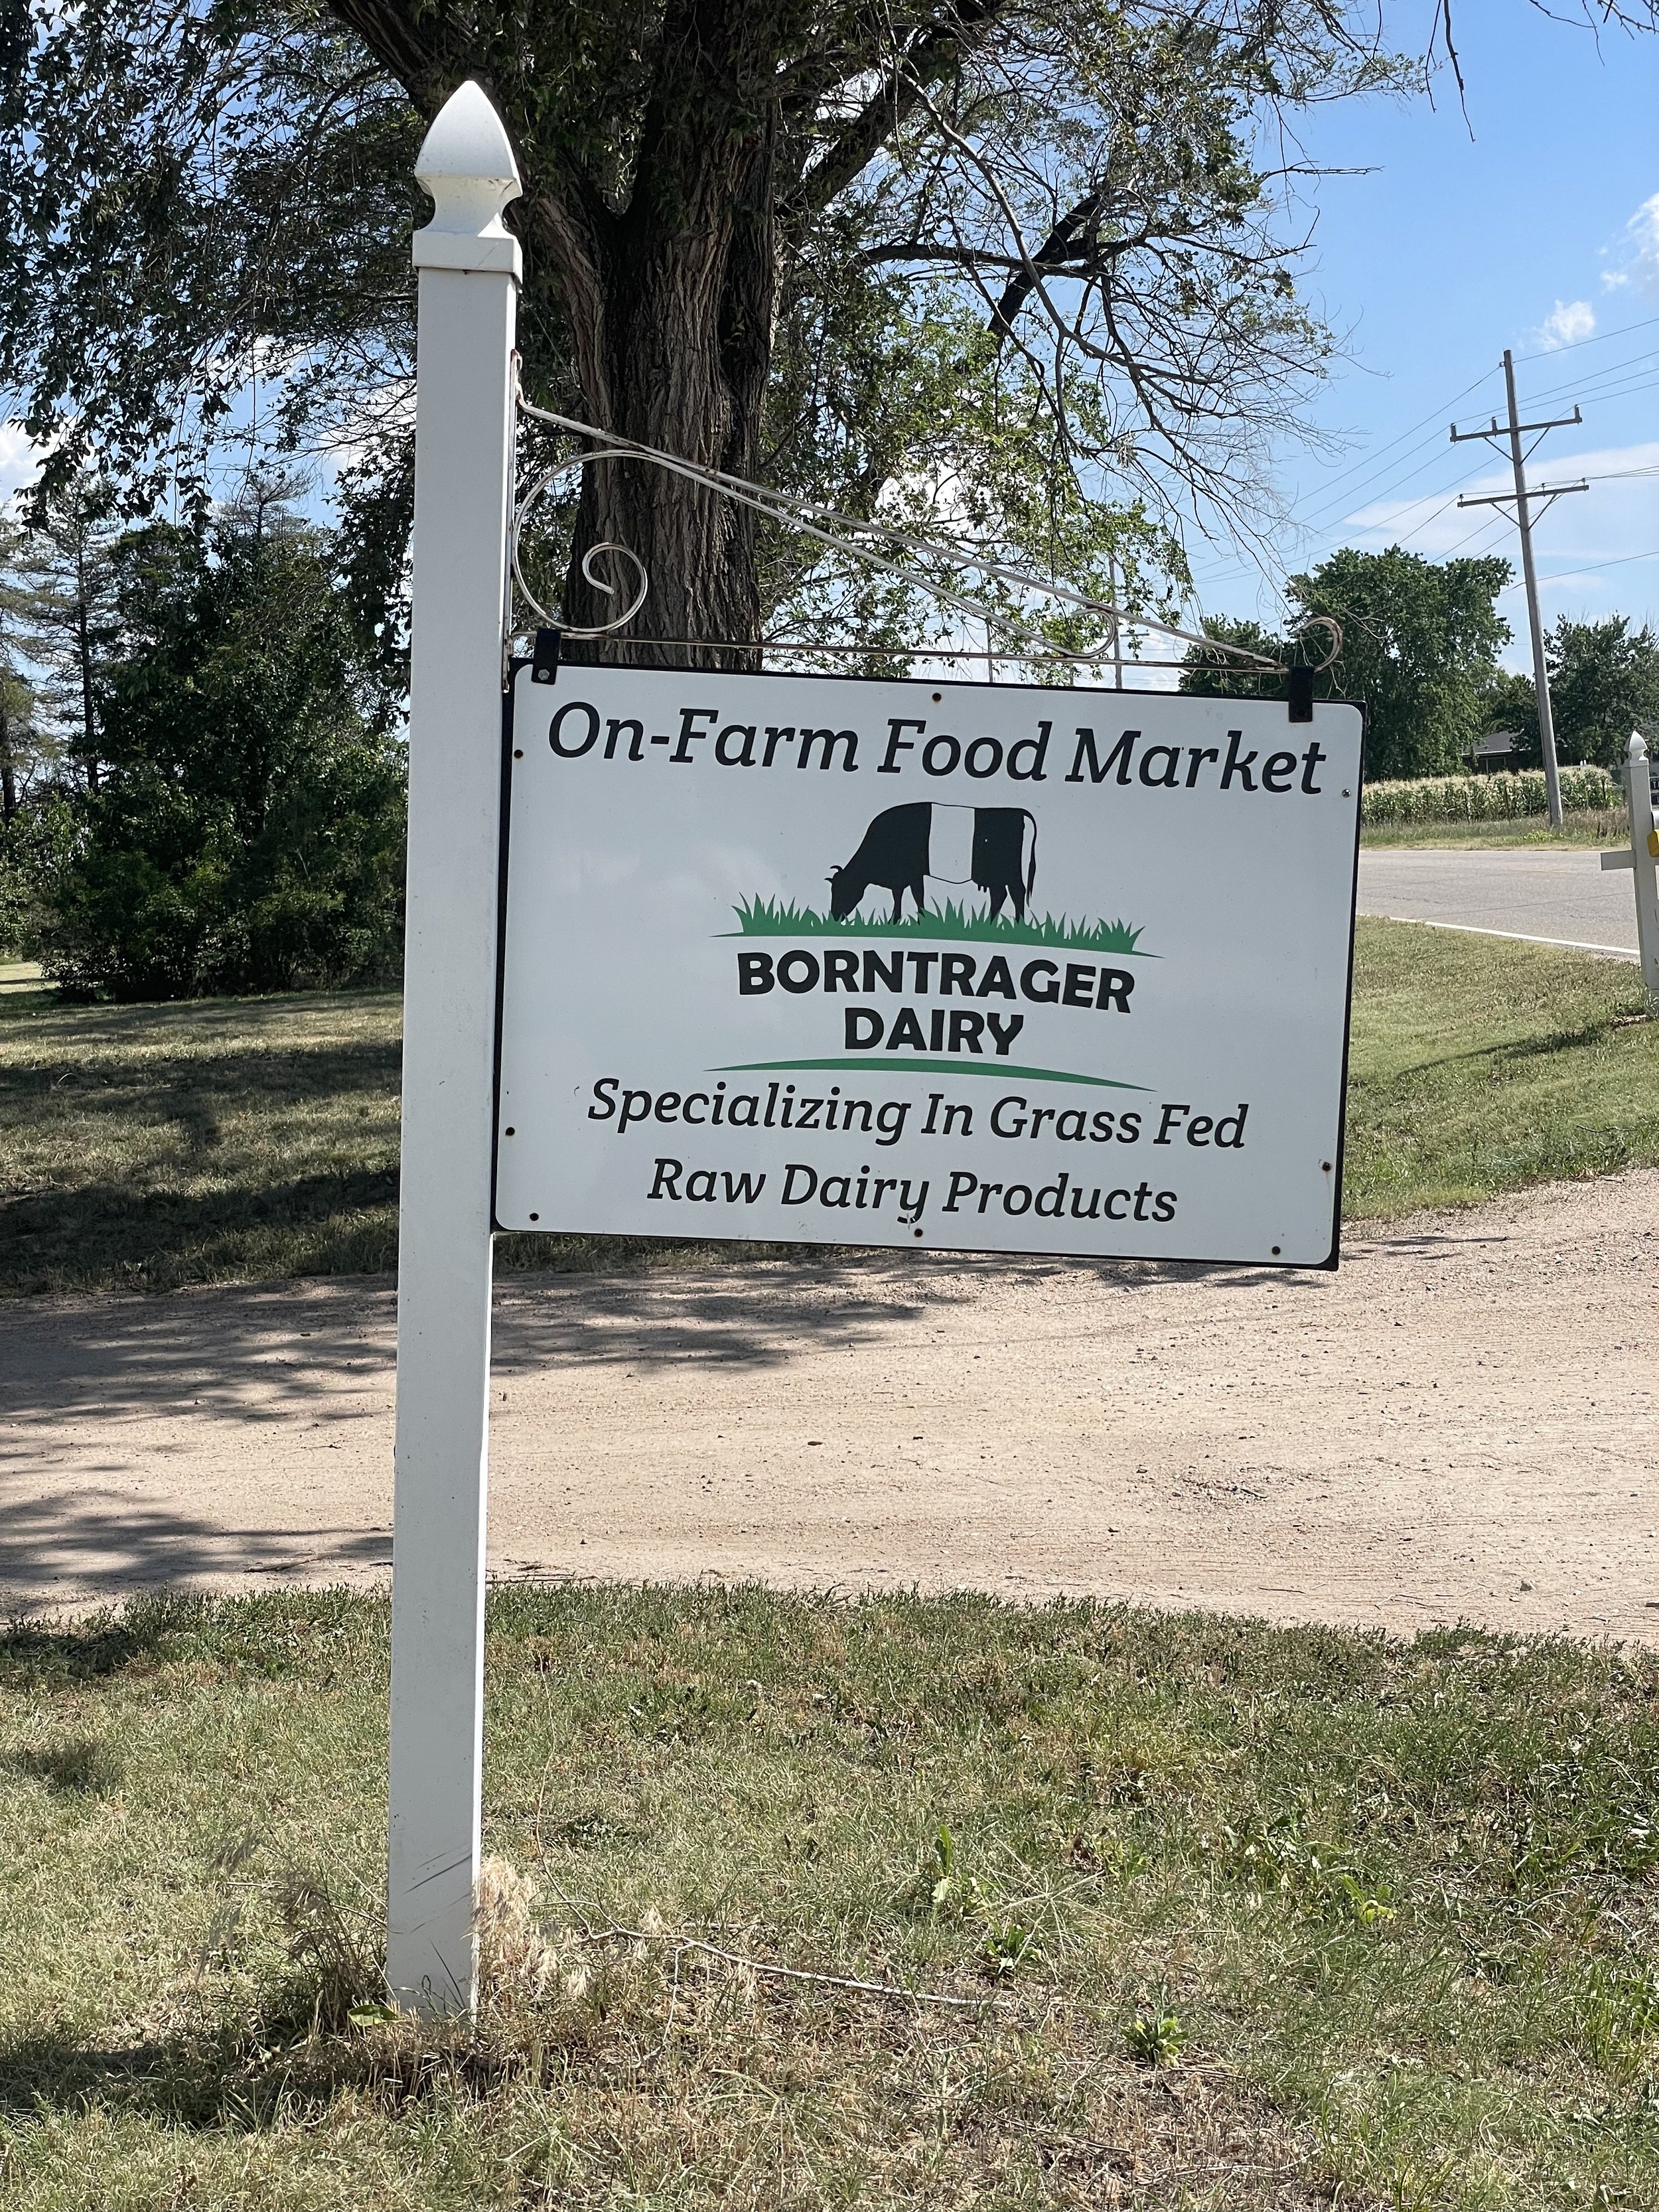 On-Farm Food Market
BORNTRAGER
DAIRY
Specializing In Grass Fed
Raw Dairy Products